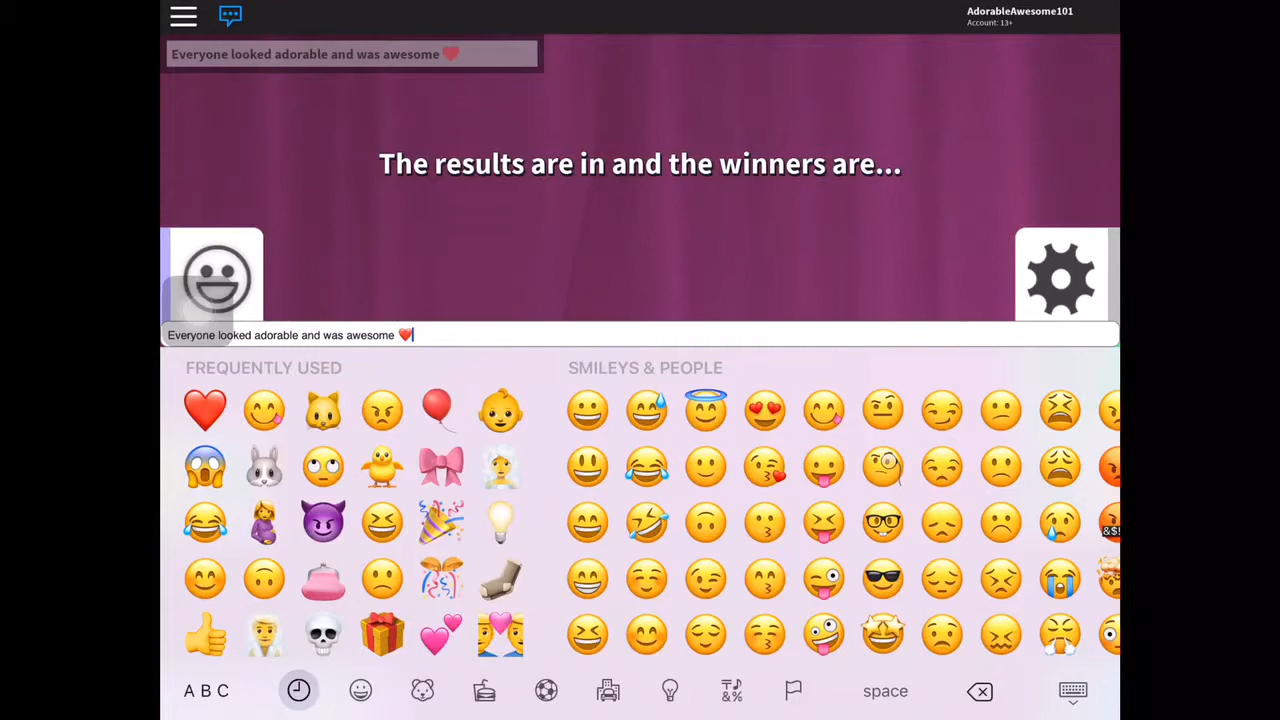 AdorableAwesome101
Account: 13+
Everyone looked adorable and was awesome ❤️
The results are in and the winners are...
Everyone looked adorable and was awesome ❤️
FREQUENTLY USED
SMILEYS & PEOPLE
&$!
A B C
&%
space